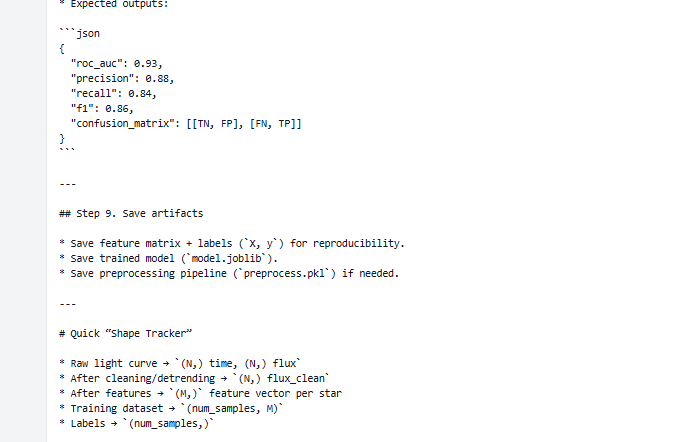 * Expected outputs:
```json
{
"roc_auc": 0.93,
"precision": 0.88,
"recall": 0.84,
"f1": 0.86,
"confusion_matrix": [[TN, FP], [FN, TP]]
}
```
---
## Step 9. Save artifacts
* Save feature matrix + labels (`X, y`) for reproducibility.
* Save trained model (`model.joblib`).
* Save preprocessing pipeline (`preprocess.pkl`) if needed.
---
# Quick “Shape Tracker”
* Raw light curve → `(N,) time, (N,) flux`
* After cleaning/detrending → `(N,) flux_clean`
* After features → `(M,)` feature vector per star
* Training dataset → `(num_samples, M)`
* Labels → `(num_samples,)`